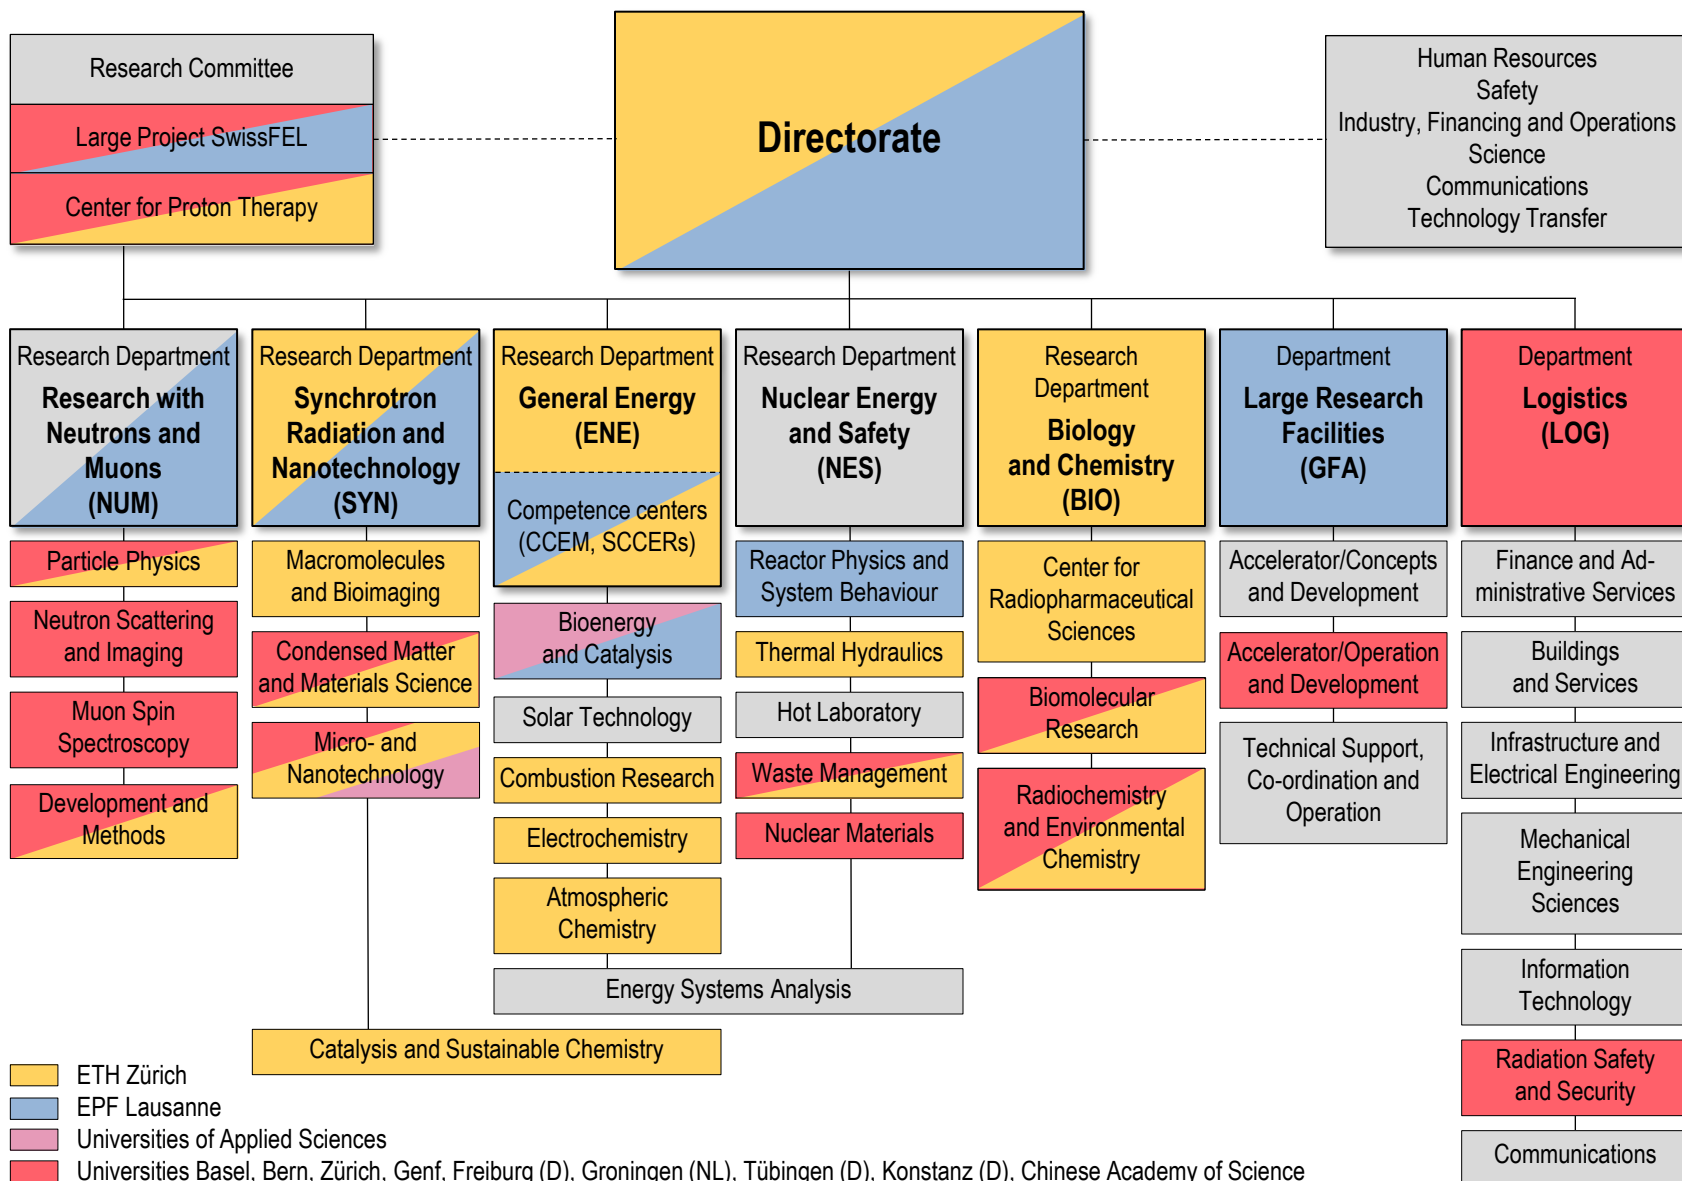 Research Committee
Large Project SwissFEL
Center for Proton Therapy
Directorate
Human Resources
Safety
Industry, Financing and Operations
Science
Communications
Technology Transfer
Research Department
Research with
Neutrons and
Muons
(NUM)
Particle Physics
Neutron Scattering
and Imaging
Muon Spin
Spectroscopy
Development and
Methods
Research Department
Synchrotron
Radiation and
Nanotechnology
(SYN)
Macromolecules
and Bioimaging
Condensed Matter
and Materials Science
Micro- and
Nanotechnology
Research Department
General Energy
(ENE)
Competence centers
(CCEM, SCCERs)
Bioenergy
and Catalysis
Solar Technology
Combustion Research
Electrochemistry
Atmospheric
Chemistry
Research Department
Nuclear Energy
and Safety
(NES)
Reactor Physics and
System Behaviour
Thermal Hydraulics
Hot Laboratory
Waste Management
Nuclear Materials
Energy Systems Analysis
Catalysis and Sustainable Chemistry
Research
Department
Biology
and Chemistry
(BIO)
Center for
Radiopharmaceutical
Sciences
Biomolecular
Research
Radiochemistry
and Environmental
Chemistry
Department
Large Research
Facilities
(GFA)
Accelerator/Concepts
and Development
Accelerator/Operation
and Development
Technical Support,
Co-ordination and
Operation
Department
Logistics
(LOG)
Finance and Ad-
ministrative Services
Buildings
and Services
Infrastructure and
Electrical Engineering
Mechanical
Engineering
Sciences
Information
Technology
Radiation Safety
and Security
Communications
ETH Zürich
EPF Lausanne
Universities of Applied Sciences
Universities Basel, Bern, Zürich, Genf, Freiburg (D), Groningen (NL), Tübingen (D), Konstanz (D), Chinese Academy of Science